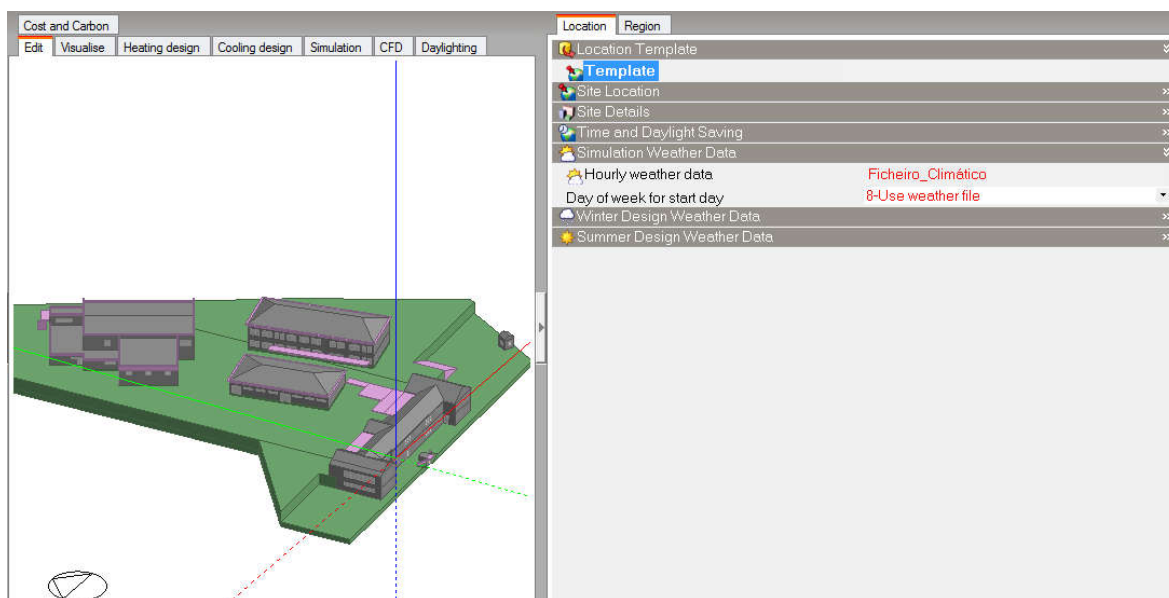 Cost and Carbon
Edit Visualise Heating design Cooling design Simulation CFD Daylighting
Location Region
Location Template
Template
Site Location
Site Details
Time and Daylight Saving
Simulation Weather Data
Hourly weather data Ficheiro_Climático
Day of week for start day 8-Use weather file
Winter Design Weather Data
Summer Design Weather Data